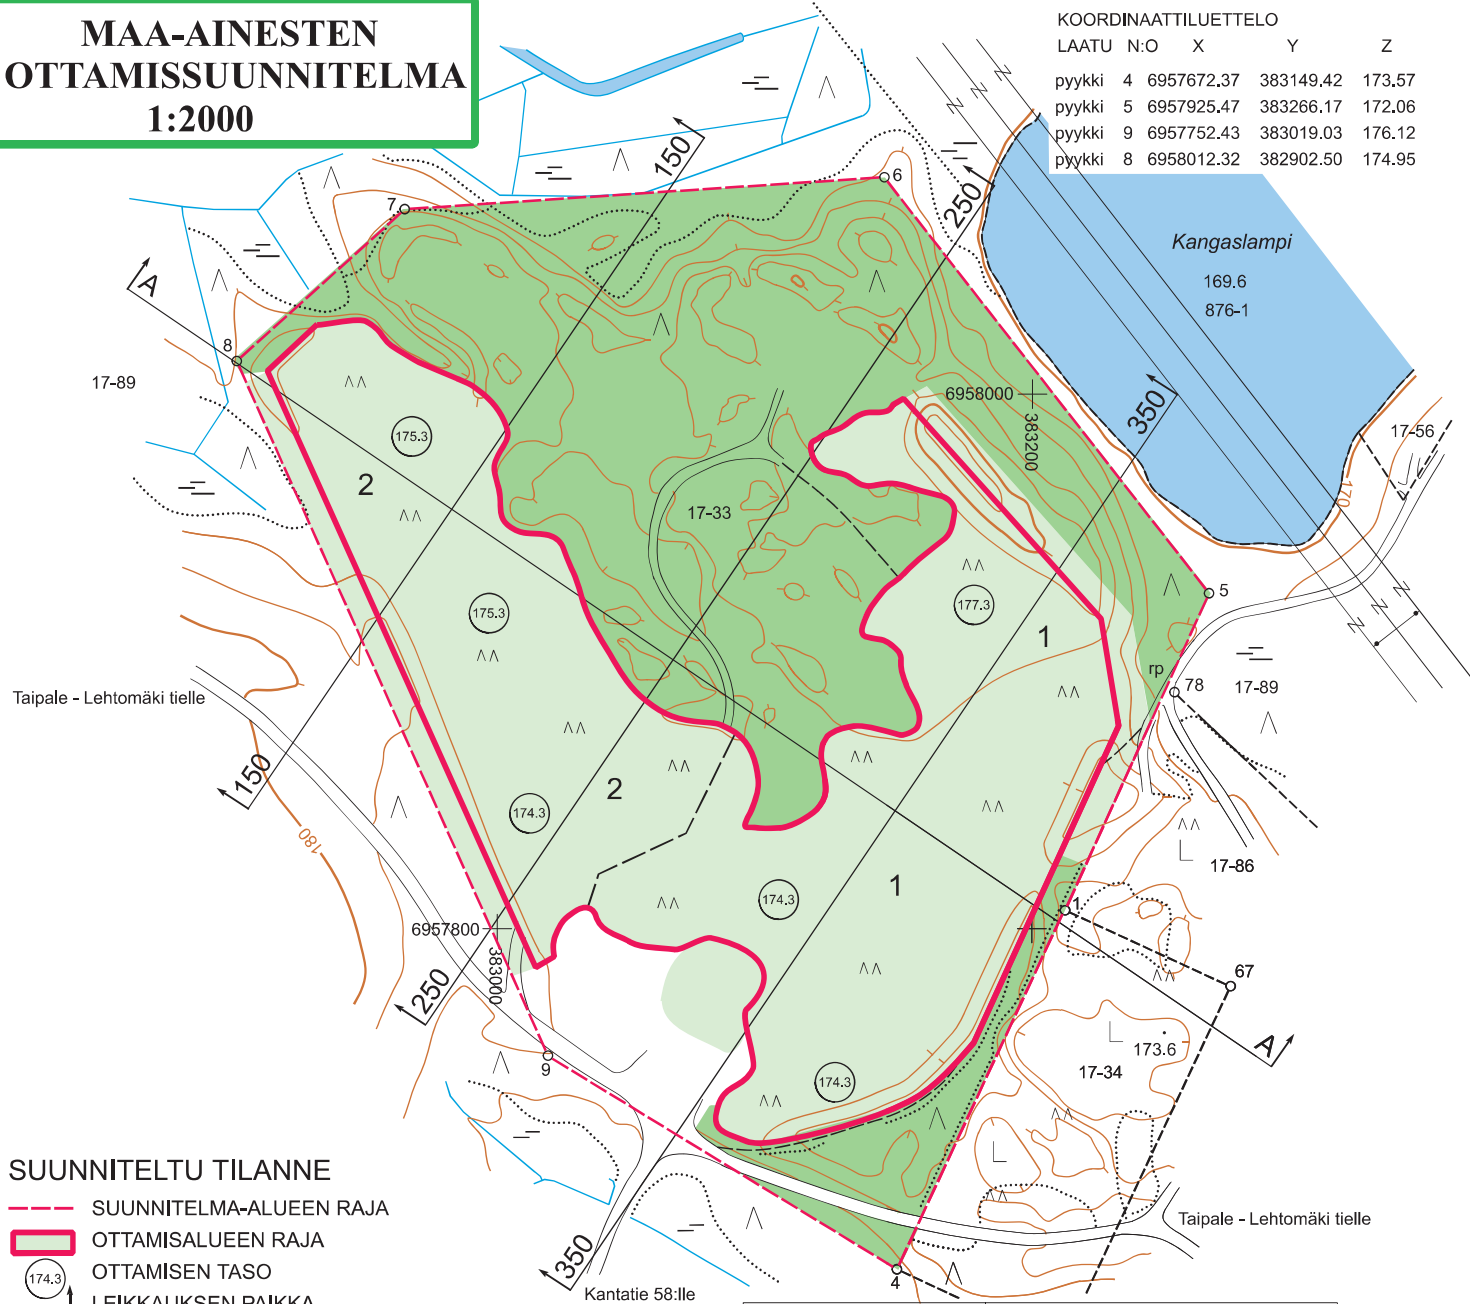 MAA-AINESTEN
OTTAMISSUUNNITELMA
1:2000
KOORDINAATTILUETTELO
LAATU N:O X Y Z
pyykki 4 6957672.37 383149.42 173.57
pyykki 5 6957925.47 383266.17 172.06
pyykki 9 6957752.43 383019.03 176.12
pyykki 8 6958012.32 382902.50 174.95
150
6
250
7
Kangaslampi
169.6
876-1
A
8
17-89
6958000
383200
350
17-56
175.3
2
170
17-33
175.3
177.3
1
5
rp
78
17-89
Taipale - Lehtomäki tielle
150
2
174.3
180
17-86
1
174.3
1
6957800
383000
250
67
A
173.6
17-34
9
174.3
SUUNNITELTU TILANNE
SUUNNITELMA-ALUEEN RAJA
OTTAMISALUEEN RAJA
174.3 OTTAMISEN TASO
LEIKKAUKSEN PAIKKA
350
Kantatie 58:lle
4
Taipale - Lehtomäki tielle
N
N
N
N
N
N